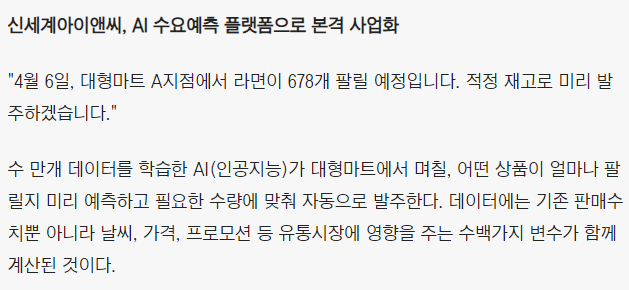 신세계아이앤씨, AI 수요예측 플랫폼으로 본격 사업화
"4월 6일, 대형마트 A지점에서 라면이 678개 팔릴 예정입니다. 적정 재고로 미리 발
주하겠습니다."
수 만개 데이터를 학습한 AI(인공지능)가 대형마트에서 며칠, 어떤 상품이 얼마나 팔
릴지 미리 예측하고 필요한 수량에 맞춰 자동으로 발주한다. 데이터에는 기존 판매수
치뿐 아니라 날씨, 가격, 프로모션 등 유통시장에 영향을 주는 수백가지 변수가 함께
계산된 것이다.